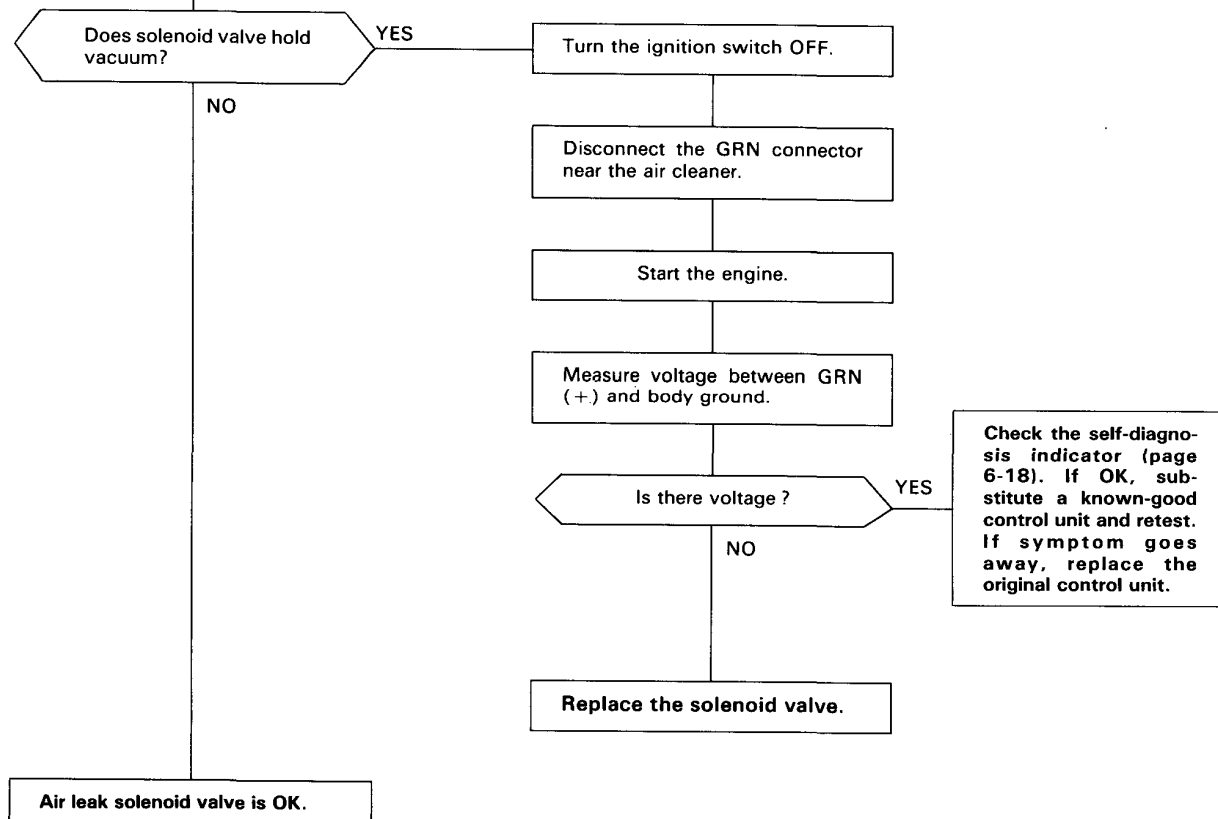 Does solenoid valve hold
vacuum?
YES
Turn the ignition switch OFF.
NO
Disconnect the GRN connector
near the air cleaner.
Start the engine.
Measure voltage between GRN
(+) and body ground.
Is there voltage ?
YES
Check the self-diagno-
sis indicator (page
6-18). If OK, sub-
stitute a known-good
control unit and retest.
If symptom goes
away, replace the
original control unit.
NO
Replace the solenoid valve.
Air leak solenoid valve is OK.